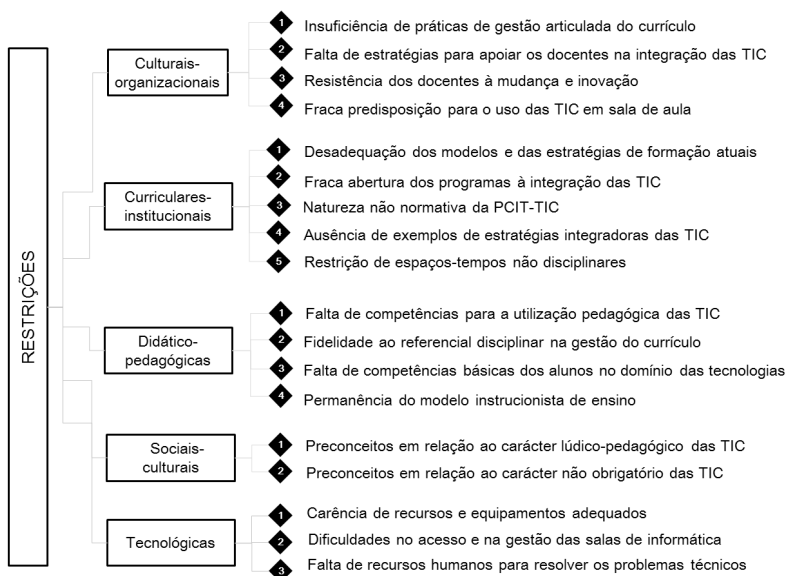 RESTRIÇÕES
Culturais-
organizacionais
1 Insuficiência de práticas de gestão articulada do currículo
2 Falta de estratégias para apoiar os docentes na integração das TIC
3 Resistência dos docentes à mudança e inovação
4 Fraca predisposição para o uso das TIC em sala de aula
Curriculares-
institucionais
1 Desadequação dos modelos e das estratégias de formação atuais
2 Fraca abertura dos programas à integração das TIC
3 Natureza não normativa da PCIT-TIC
4 Ausência de exemplos de estratégias integradoras das TIC
5 Restrição de espaços-tempos não disciplinares
Didático-
pedagógicas
1 Falta de competências para a utilização pedagógica das TIC
2 Fidelidade ao referencial disciplinar na gestão do currículo
3 Falta de competências básicas dos alunos no domínio das tecnologias
4 Permanência do modelo instrucionista de ensino
Sociais-
culturais
1 Preconceitos em relação ao carácter lúdico-pedagógico das TIC
2 Preconceitos em relação ao carácter não obrigatório das TIC
Tecnológicas
1 Carência de recursos e equipamentos adequados
2 Dificuldades no acesso e na gestão das salas de informática
3 Falta de recursos humanos para resolver os problemas técnicos